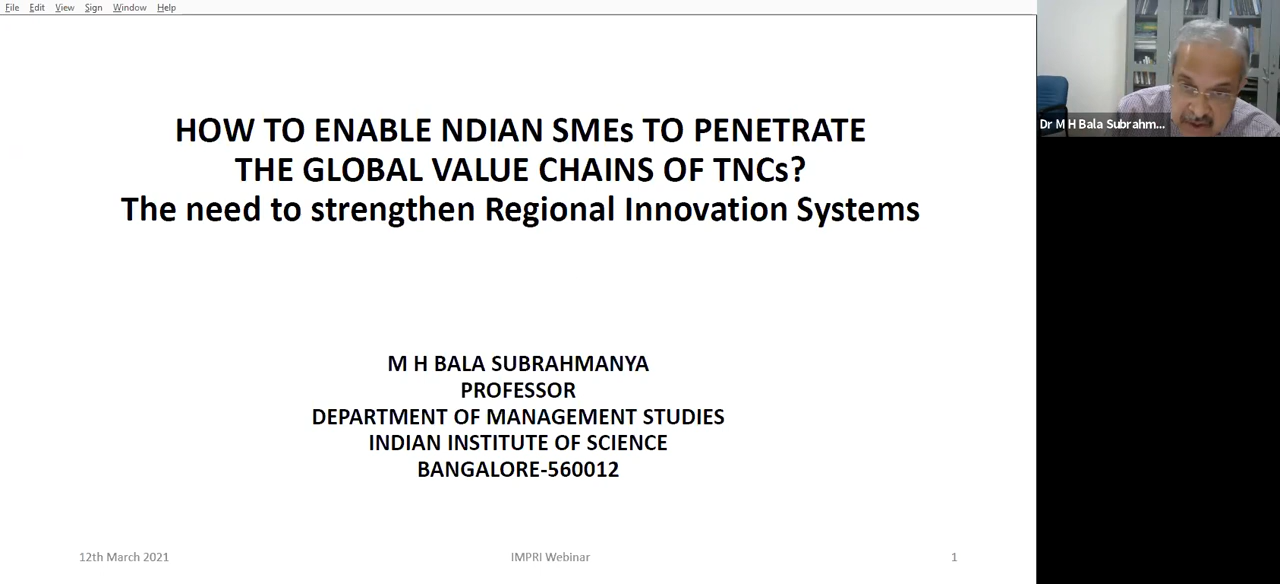 File Edit View Sign Window Help
HOW TO ENABLE NDIAN SMEs TO PENETRATE
THE GLOBAL VALUE CHAINS OF TNCs?
The need to strengthen Regional Innovation Systems
M H BALA SUBRAHMANYA
PROFESSOR
DEPARTMENT OF MANAGEMENT STUDIES
INDIAN INSTITUTE OF SCIENCE
BANGALORE-560012
12th March 2021
IMPRI Webinar
1
Dr M H Bala Subrahm...